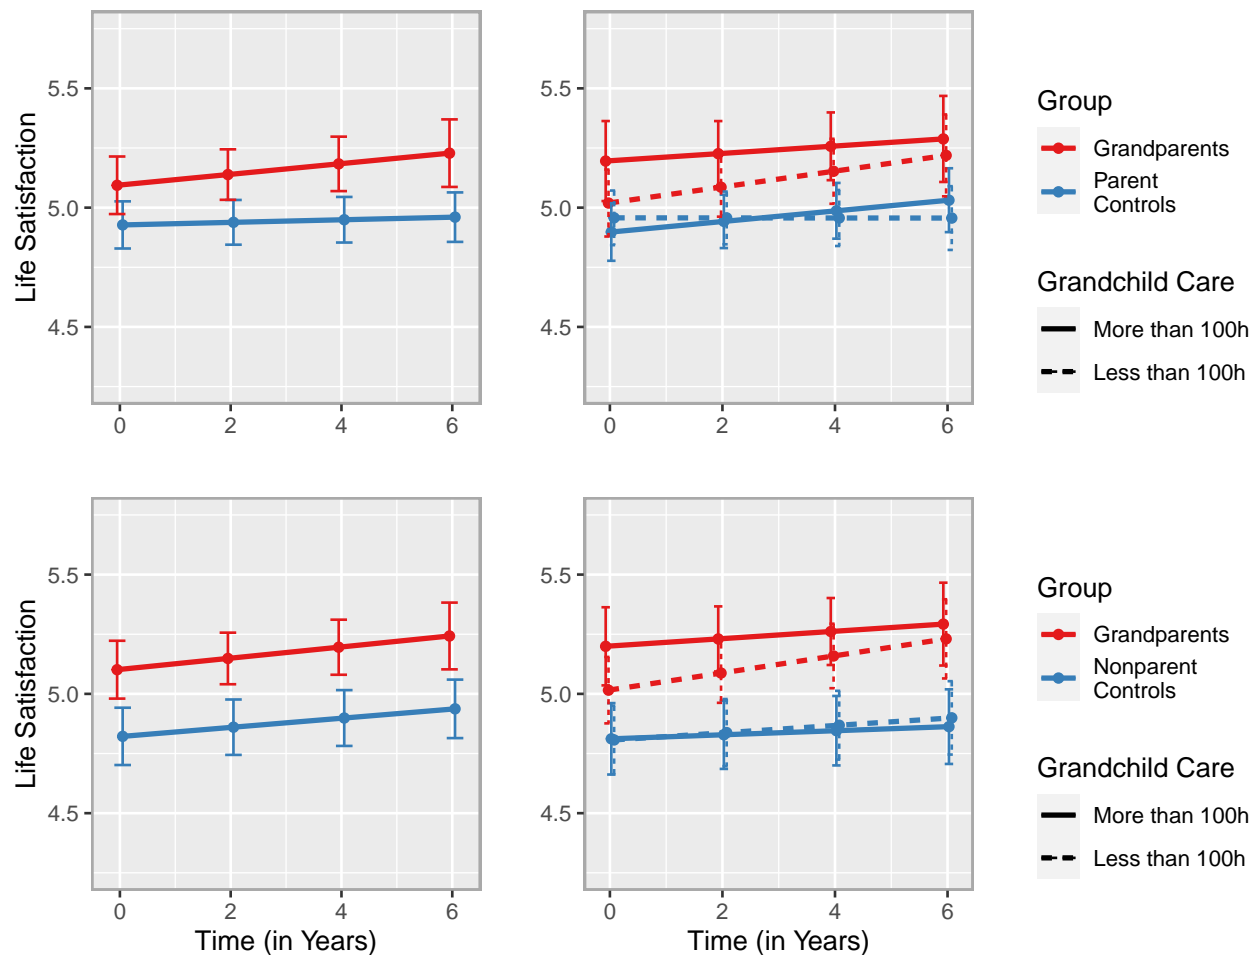 Life Satisfaction
5.5
5.0
4.5
0 2 4 6
5.5
5.0
4.5
0 2 4 6
Group
Grandparents
Parent
Controls
Grandchild Care
More than 100h
Less than 100h
Life Satisfaction
5.5
5.0
4.5
0 2 4 6
Time (in Years)
5.5
5.0
4.5
0 2 4 6
Time (in Years)
Group
Grandparents
Nonparent
Controls
Grandchild Care
More than 100h
Less than 100h